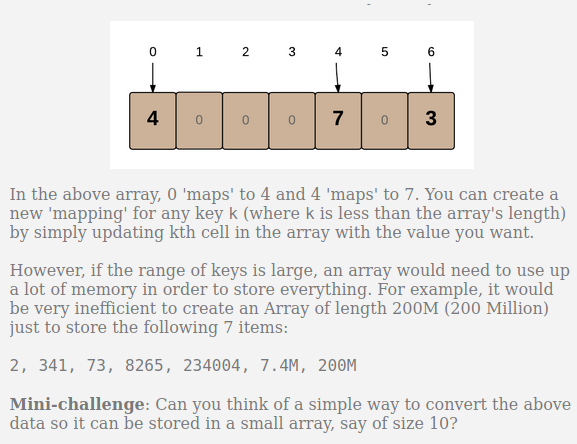 0 1 2 3 4 5 6
4 0 0 0 7 0 3
In the above array, 0 'maps' to 4 and 4 'maps' to 7. You can create a
new 'mapping' for any key k (where k is less than the array's length)
by simply updating kth cell in the array with the value you want.
However, if the range of keys is large, an array would need to use up
a lot of memory in order to store everything. For example, it would
be very inefficient to create an Array of length 200M (200 Million)
just to store the following 7 items:
2, 341, 73, 8265, 234004, 7.4M, 200M
Mini-challenge: Can you think of a simple way to convert the above
data so it can be stored in a small array, say of size 10?